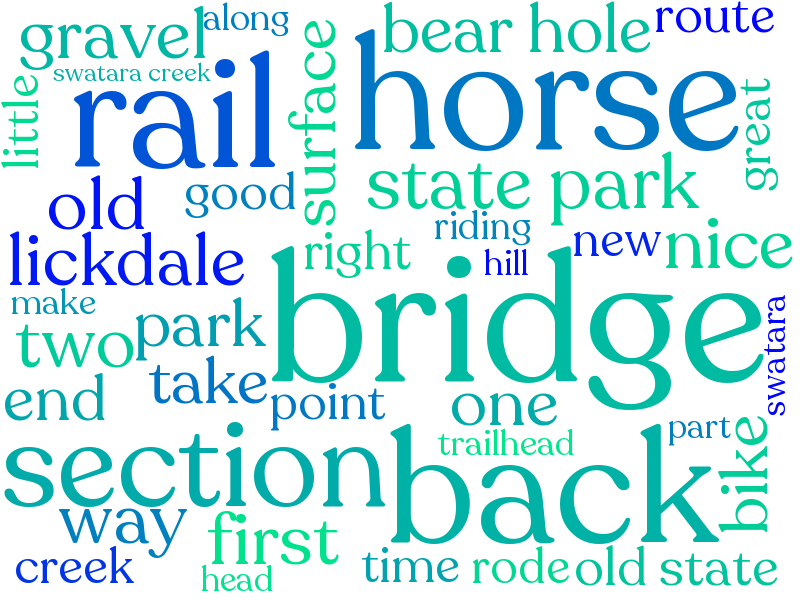 along
gravel
bear hole
route
swatara creek
rail
horse
little
surface
great
good
state park
old
riding
right
new
nice
lickdale
hill
bridge
make
two
park
swatara
take
end
point
one
part
trailhead
section
back
bike
way
first
creek
head
time
rode
old state